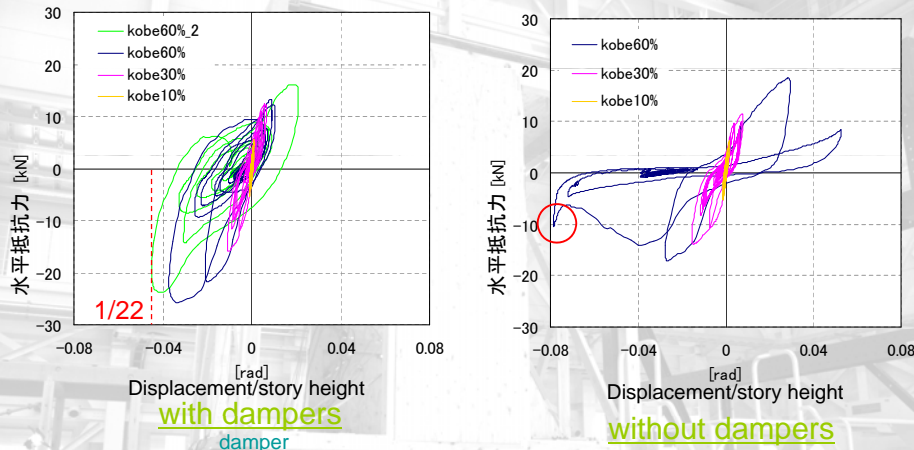 30
20
10
0
-10
-20
-30
水平抵抗力 [kN]
kobe60%_2
kobe60%
kobe30%
kobe10%
1/22
-0.08
-0.04
0
0.04
0.08
[rad]
Displacement/story height
with dampers
damper
30
20
10
0
-10
-20
-30
水平抵抗力 [kN]
kobe60%
kobe30%
kobe10%
-0.08
-0.04
0
0.04
0.08
[rad]
Displacement/story height
without dampers